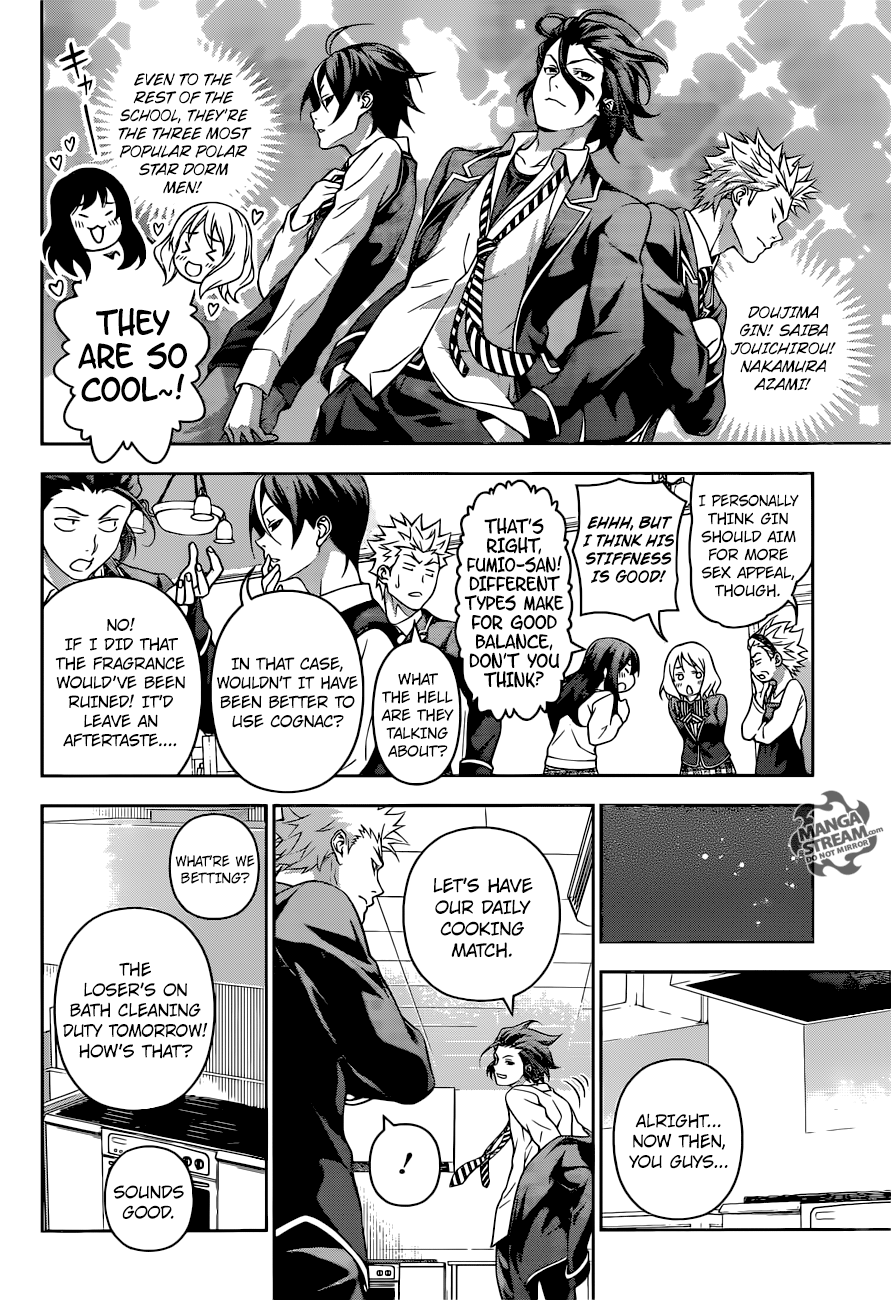 DOUJIMA
GIN! SAIBA
JOUICHIROU!
NAKAMURA
AZAMI!
EVEN TO THE
REST OF THE
SCHOOL, THEY'RE
THE THREE MOST
POPULAR POLAR
STAR DORM
MEN!
キャー
THEY
ARE SO
COOL~!
I PERSONALLY
THINK GIN
SHOULD AIM
FOR MORE
SEX APPEAL,
THOUGH.
EHHH, BUT
I THINK HIS
STIFFNESS
IS GOOD!
THAT'S
RIGHT,
FUMIO-SAN!
DIFFERENT
TYPES MAKE
FOR GOOD
BALANCE,
DON'T YOU
THINK?
WHAT
THE HELL
ARE THEY
TALKING
ABOUT?
IN THAT CASE,
WOULDN'T IT HAVE
BEEN BETTER TO
USE COGNAC?
NO!
IF I DID THAT
THE FRAGRANCE
WOULD'VE BEEN
RUINED! IT'D
LEAVE AN
AFTERTASTE....
MANGA
STREAM.com
DO NOT MIRROR
ALRIGHT...
NOW THEN,
YOU GUYS...
LET'S HAVE
OUR DAILY
COOKING
MATCH.
!
WHAT'RE WE
BETTING?
THE
LOSER'S ON
BATH CLEANING
DUTY TOMORROW!
HOW'S THAT?
SOUNDS
GOOD.